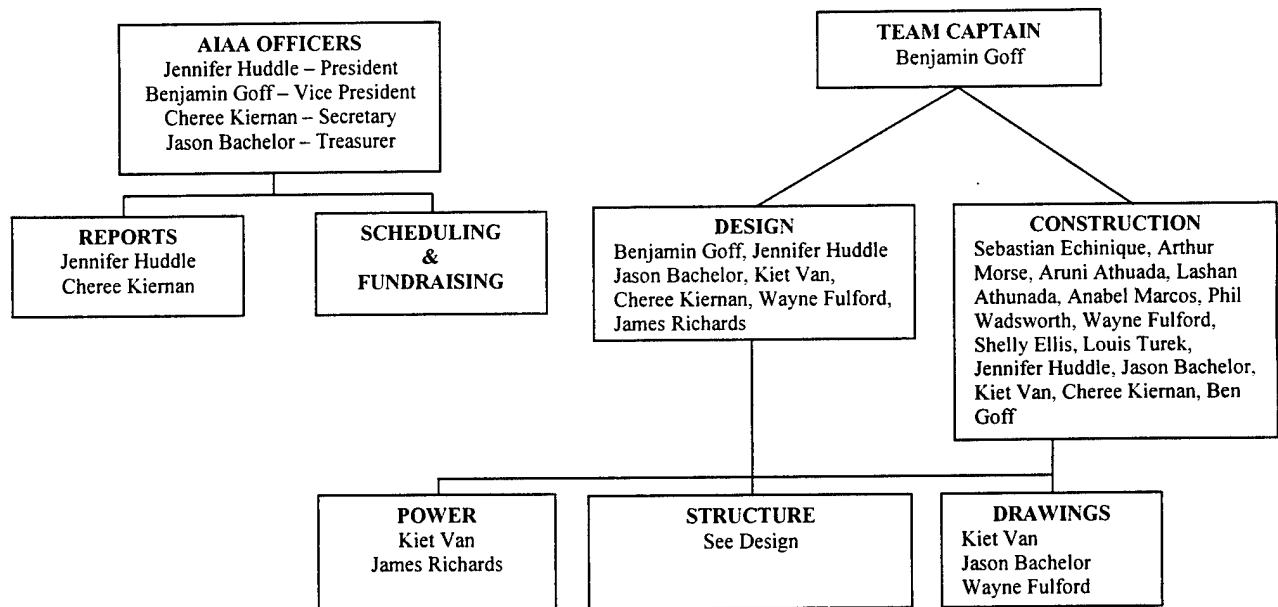 AIAA OFFICERS
Jennifer Huddle – President
Benjamin Goff – Vice President
Cheree Kiernan – Secretary
Jason Bachelor – Treasurer
TEAM CAPTAIN
Benjamin Goff
REPORTS
Jennifer Huddle
Cheree Kiernan
SCHEDULING
&
FUNDRAISING
DESIGN
Benjamin Goff, Jennifer Huddle
Jason Bachelor, Kiet Van,
Cheree Kiernan, Wayne Fulford,
James Richards
CONSTRUCTION
Sebastian Echinique, Arthur
Morse, Aruni Athuada, Lashan
Athunada, Anabel Marcos, Phil
Wadsworth, Wayne Fulford,
Shelly Ellis, Louis Turek,
Jennifer Huddle, Jason Bachelor,
Kiet Van, Cheree Kiernan, Ben
Goff
POWER
Kiet Van
James Richards
STRUCTURE
See Design
DRAWINGS
Kiet Van
Jason Bachelor
Wayne Fulford